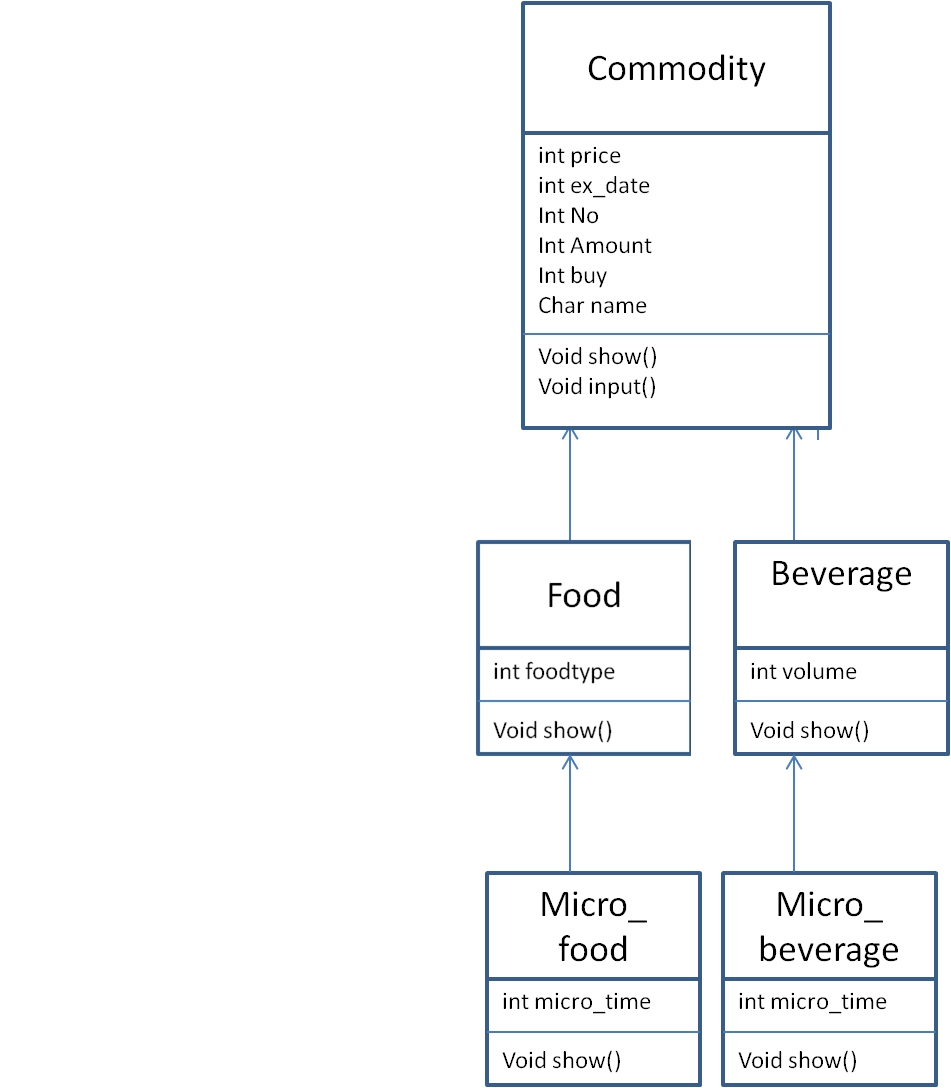 Commodity
int price
int ex_date
Int No
Int Amount
Int buy
Char name
Void show()
Void input()
Food
int foodtype
Void show()
Beverage
int volume
Void show()
Micro_
food
int micro_time
Void show()
Micro_
beverage
int micro_time
Void show()